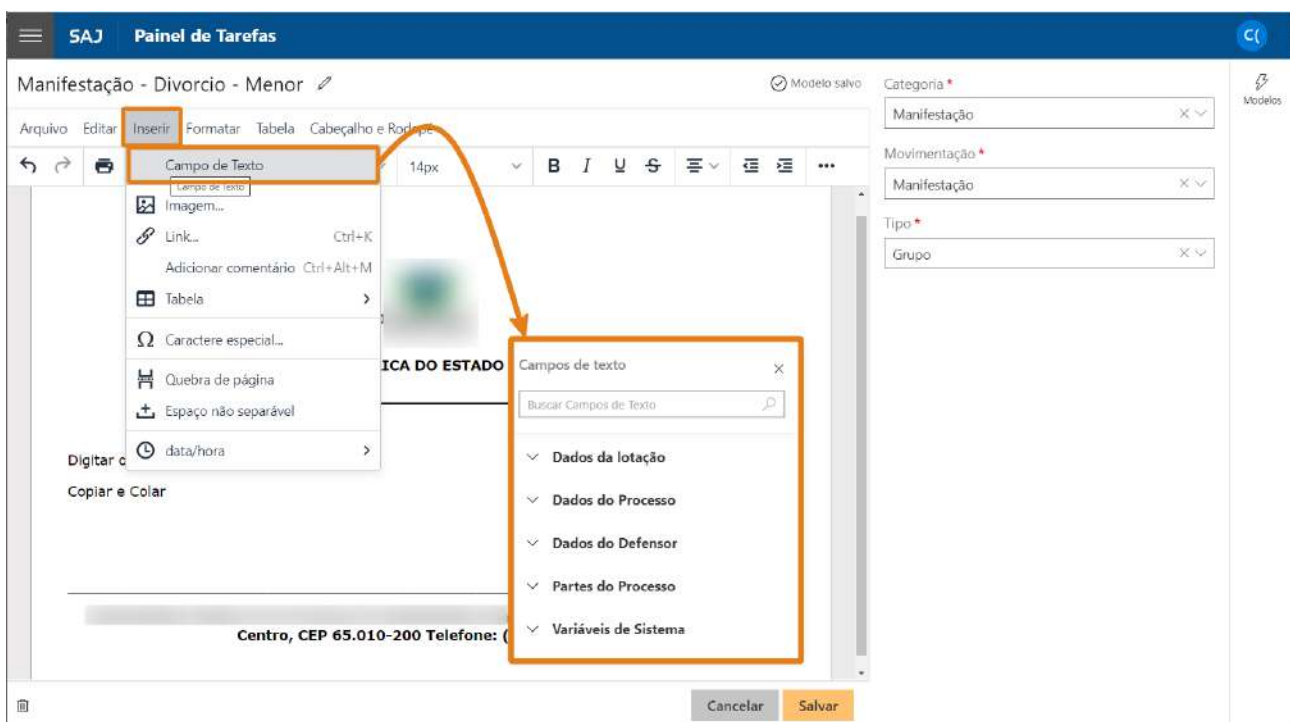 SAJ Painel de Tarefas C(
Manifestação - Divorcio - Menor
Modelo salvo
Modelos
Arquivo Editar Inserir Formatar Tabela Cabeçalho e Rodapé
14px B I U S
Campo de Texto
Campo de Texto
Imagem...
Link... Ctrl+K
Adicionar comentário Ctrl+Alt+M
Tabela
Caractere especial...
Quebra de página
Espaço não separável
data/hora
ICA DO ESTADO
Digitar o
Copiar e Colar
Centro, CEP 65.010-200 Telefone: (
Campos de texto
Buscar Campos de Texto
Dados da lotação
Dados do Processo
Dados do Defensor
Partes do Processo
Variáveis de Sistema
Categoria *
Manifestação
Movimentação *
Manifestação
Tipo *
Grupo
Cancelar Salvar